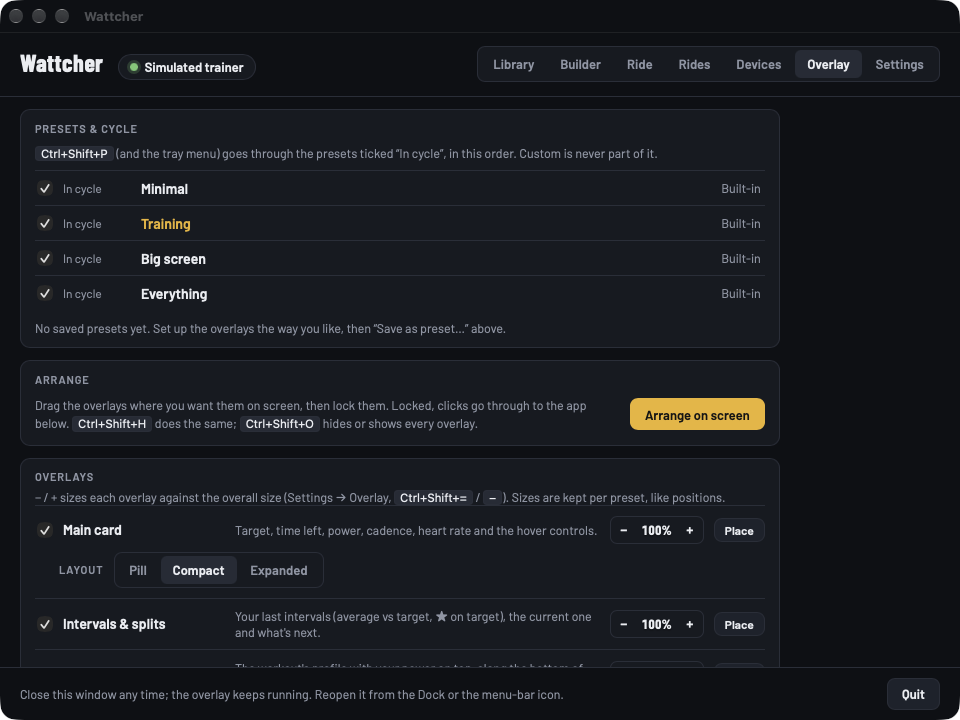 Wattcher
Wattcher
Simulated trainer
Library Builder Ride Rides Devices Overlay Settings
PRESETS & CYCLE
Ctrl+Shift+P (and the tray menu) goes through the presets ticked “In cycle”, in this order. Custom is never part of it.
In cycle Minimal Built-in
In cycle Training Built-in
In cycle Big screen Built-in
In cycle Everything Built-in
No saved presets yet. Set up the overlays the way you like, then “Save as preset…” above.
ARRANGE
Drag the overlays where you want them on screen, then lock them. Locked, clicks go through to the app
below. Ctrl+Shift+H does the same; Ctrl+Shift+O hides or shows every overlay.
Arrange on screen
OVERLAYS
− / + sizes each overlay against the overall size (Settings → Overlay, Ctrl+Shift+= / − ). Sizes are kept per preset, like positions.
Main card Target, time left, power, cadence, heart rate and the hover controls. − 100% + Place
LAYOUT Pill Compact Expanded
Intervals & splits Your last intervals (average vs target, ★ on target), the current one
and what's next. − 100% + Place
Close this window any time; the overlay keeps running. Reopen it from the Dock or the menu-bar icon.
Quit